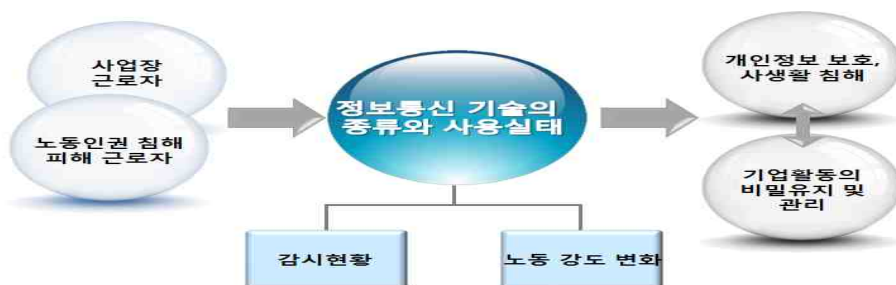 사업장
근로자
노동인권 침해
피해 근로자
정보통신 기술의
종류와 사용실태
감시현황
노동 강도 변화
개인정보 보호,
사생활 침해
기업활동의
비밀유지 및
관리